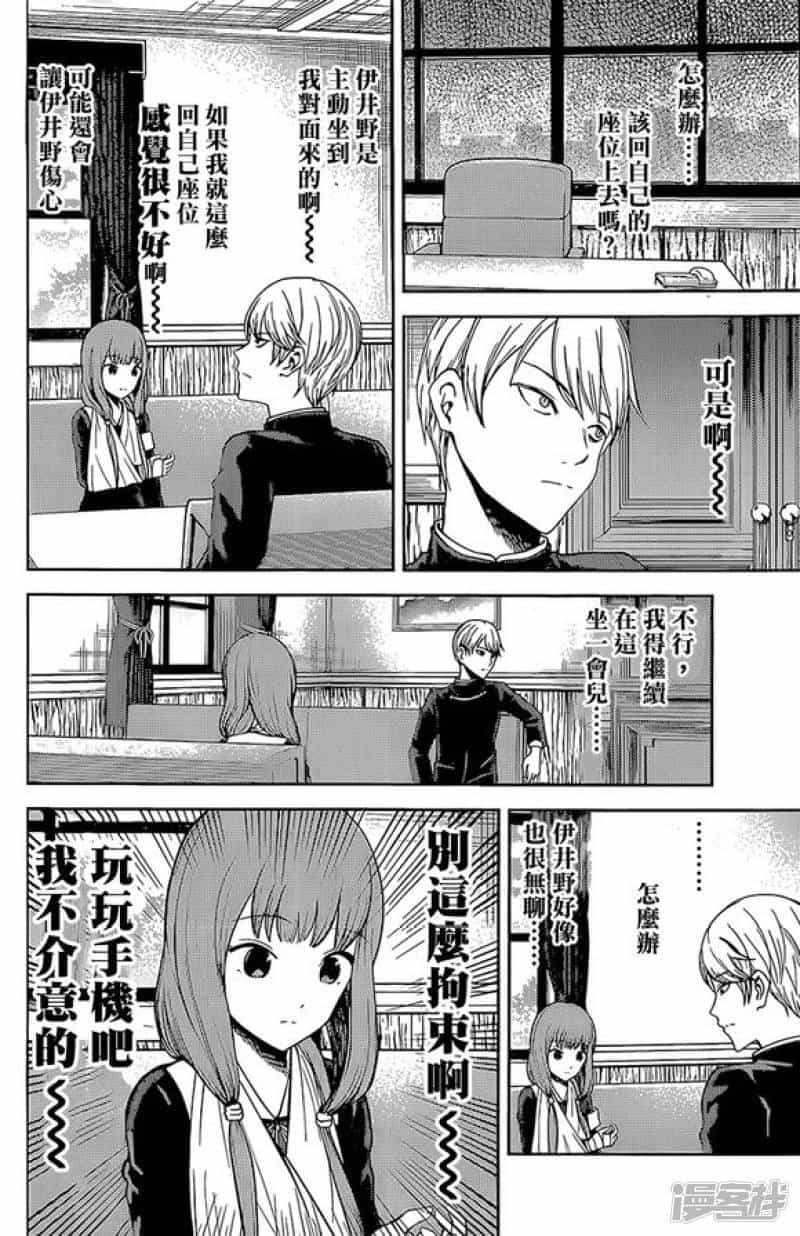 怎麼辦……
該回自己的
座位上去嗎？
可是啊～～
伊井野是
主動坐到
我對面來的啊～
如果我就這麼
回自己座位
感覺很不好啊～
可能還會
讓伊井野傷心
不行，
我得繼續
在這
坐一會兒……
………
怎麼辦
伊井野好像
也很無聊……
別這麼拘束啊～
玩玩手機吧
我不介意的～
漫客栈